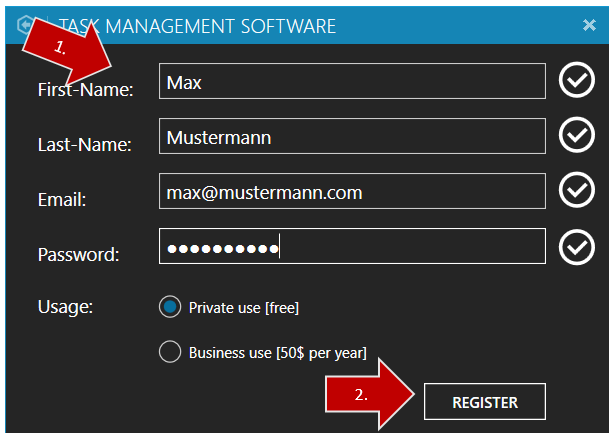 TASK MANAGEMENT SOFTWARE
1.
First-Name: Max
Last-Name: Mustermann
Email: max@mustermann.com
Password: ●●●●●●●●●●
Usage: Private use [free]
Business use [50$ per year]
2.
REGISTER